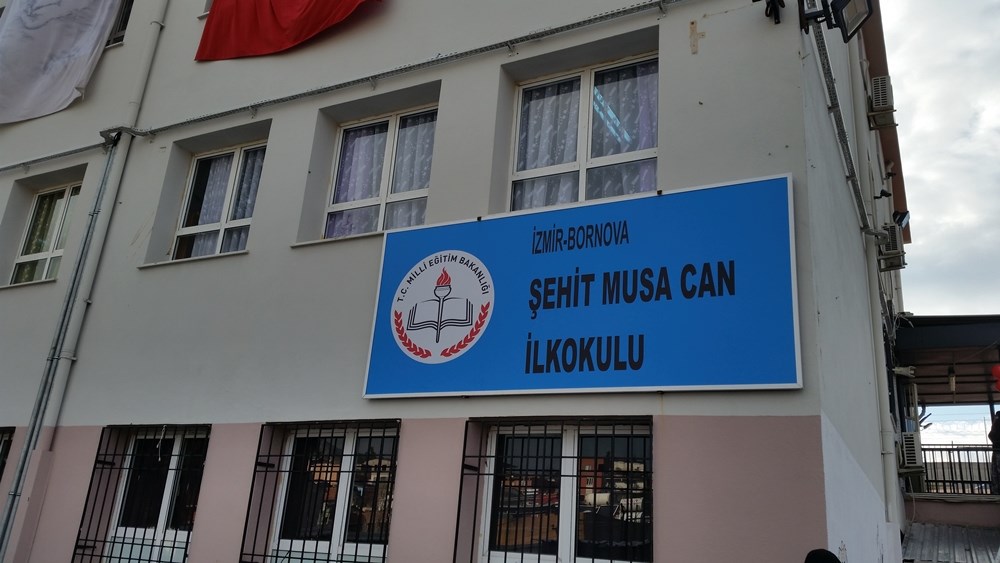 İZMİR-BORNOVA
ŞEHİT MUSA CAN
İLKOKULU
T.C. MİLLİ EĞİTİM BAKANLIĞI